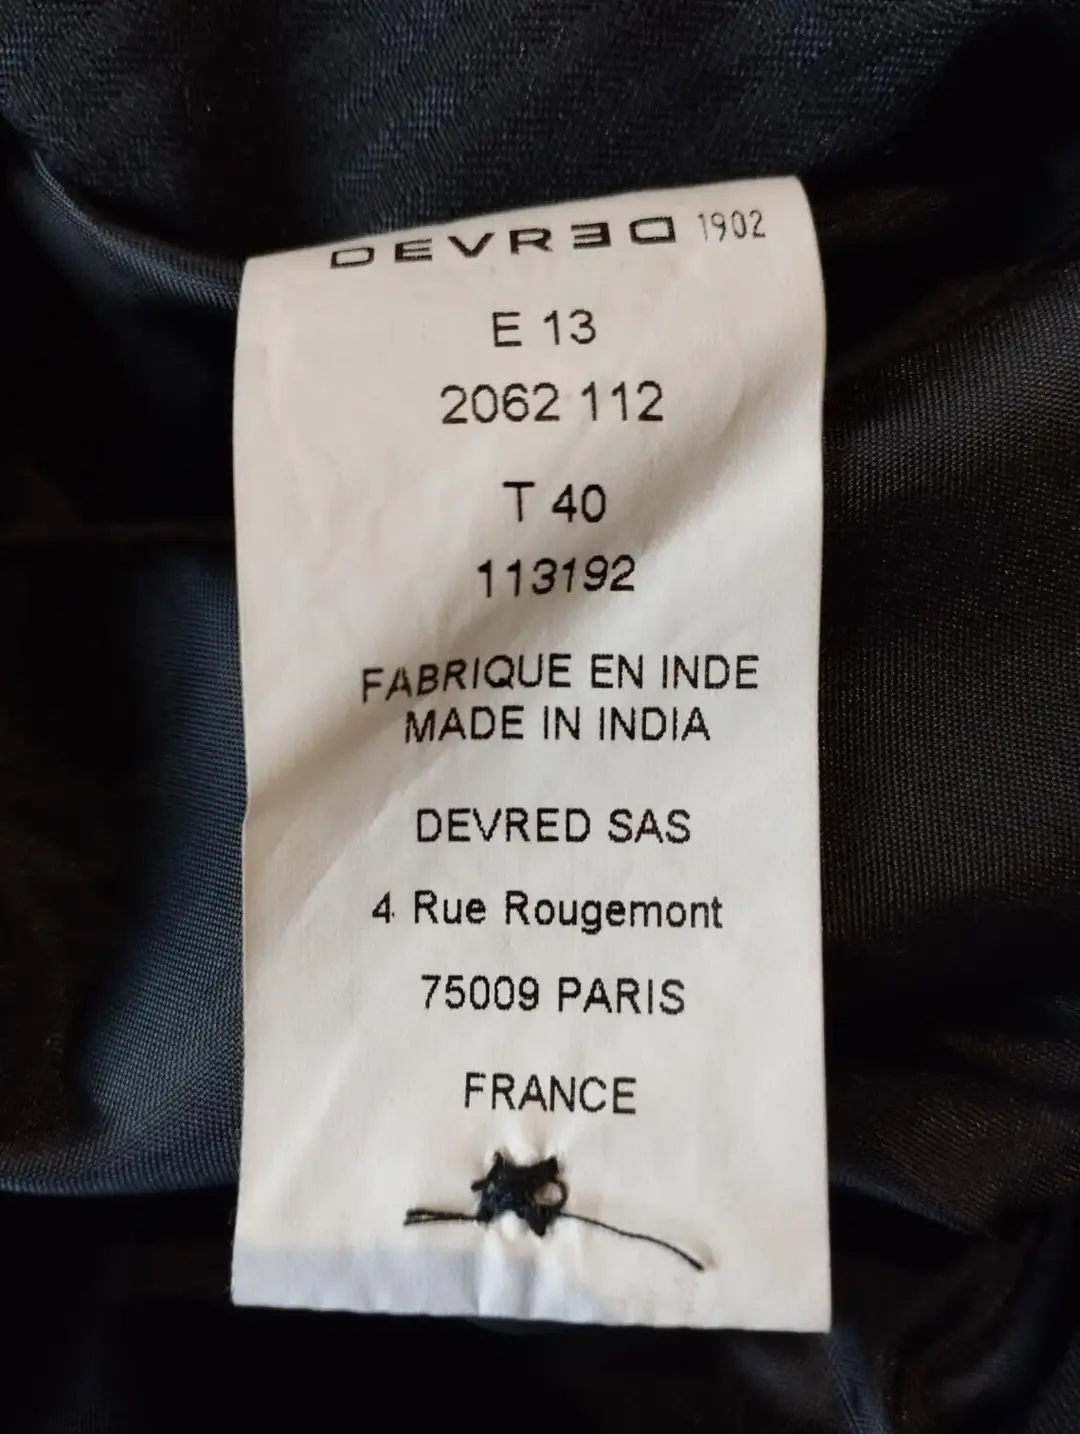 DEVRED 1902
E 13
2062 112
T 40
113192
FABRIQUE EN INDE
MADE IN INDIA
DEVRED SAS
4 Rue Rougemont
75009 PARIS
FRANCE